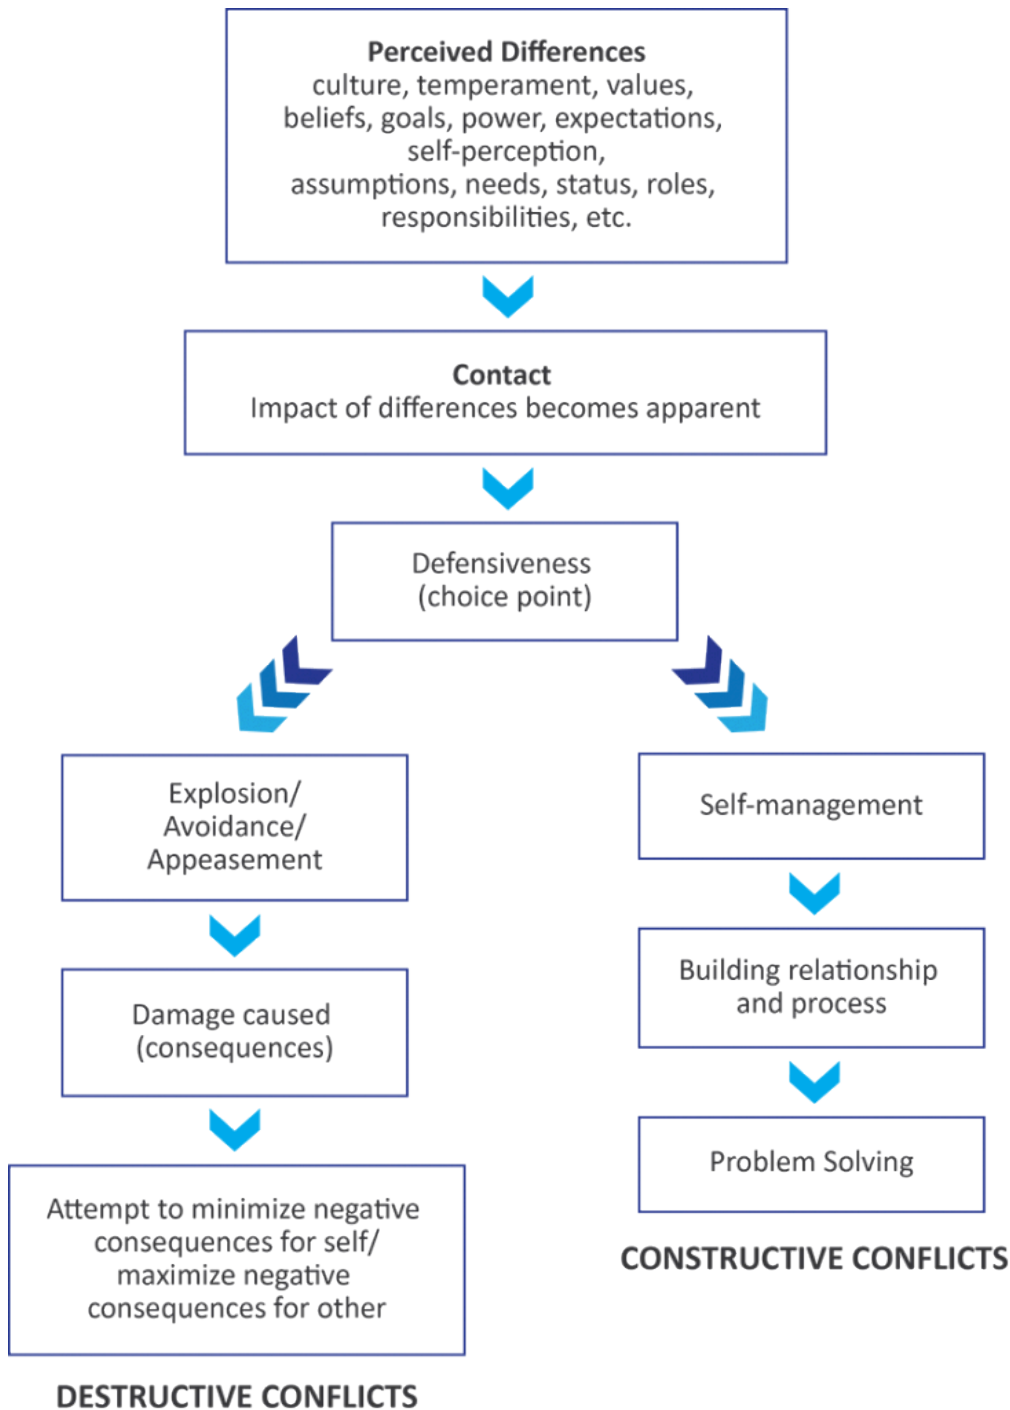 Perceived Differences
culture, temperament, values,
beliefs, goals, power, expectations,
self-perception,
assumptions, needs, status, roles,
responsibilities, etc.
Contact
Impact of differences becomes apparent
Defensiveness
(choice point)
Explosion/
Avoidance/
Appeasement
Damage caused
(consequences)
Attempt to minimize negative
consequences for self/
maximize negative
consequences for other
DESTRUCTIVE CONFLICTS
Self-management
Building relationship
and process
Problem Solving
CONSTRUCTIVE CONFLICTS